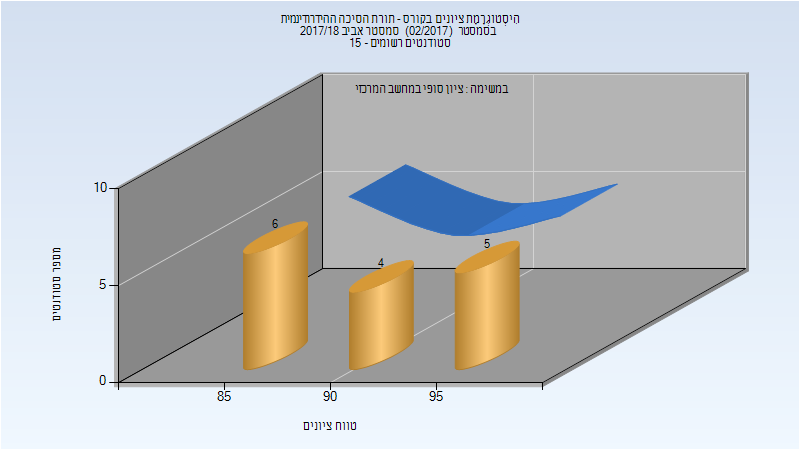 היסטוגרמת ציונים בקורס - תורת הסיכה ההידרודינמית
בסמסטר (02/2017) סמסטר אביב 2017/18
סטודנטים רשומים - 15
במשימה : ציון סופי במחשב המרכזי
מספר סטודנטים
10
5
0
6
4
5
85
90
95
טווח ציונים